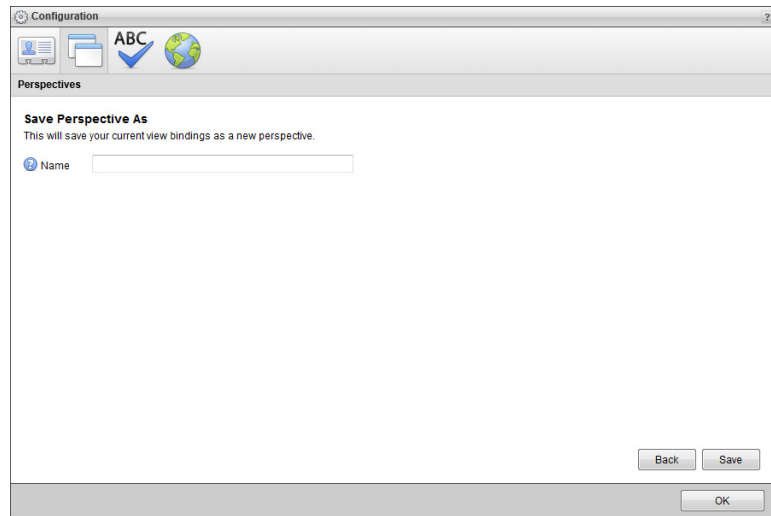 Configuration ?
ABC
Perspectives
Save Perspective As
This will save your current view bindings as a new perspective.
? Name
Back Save
OK